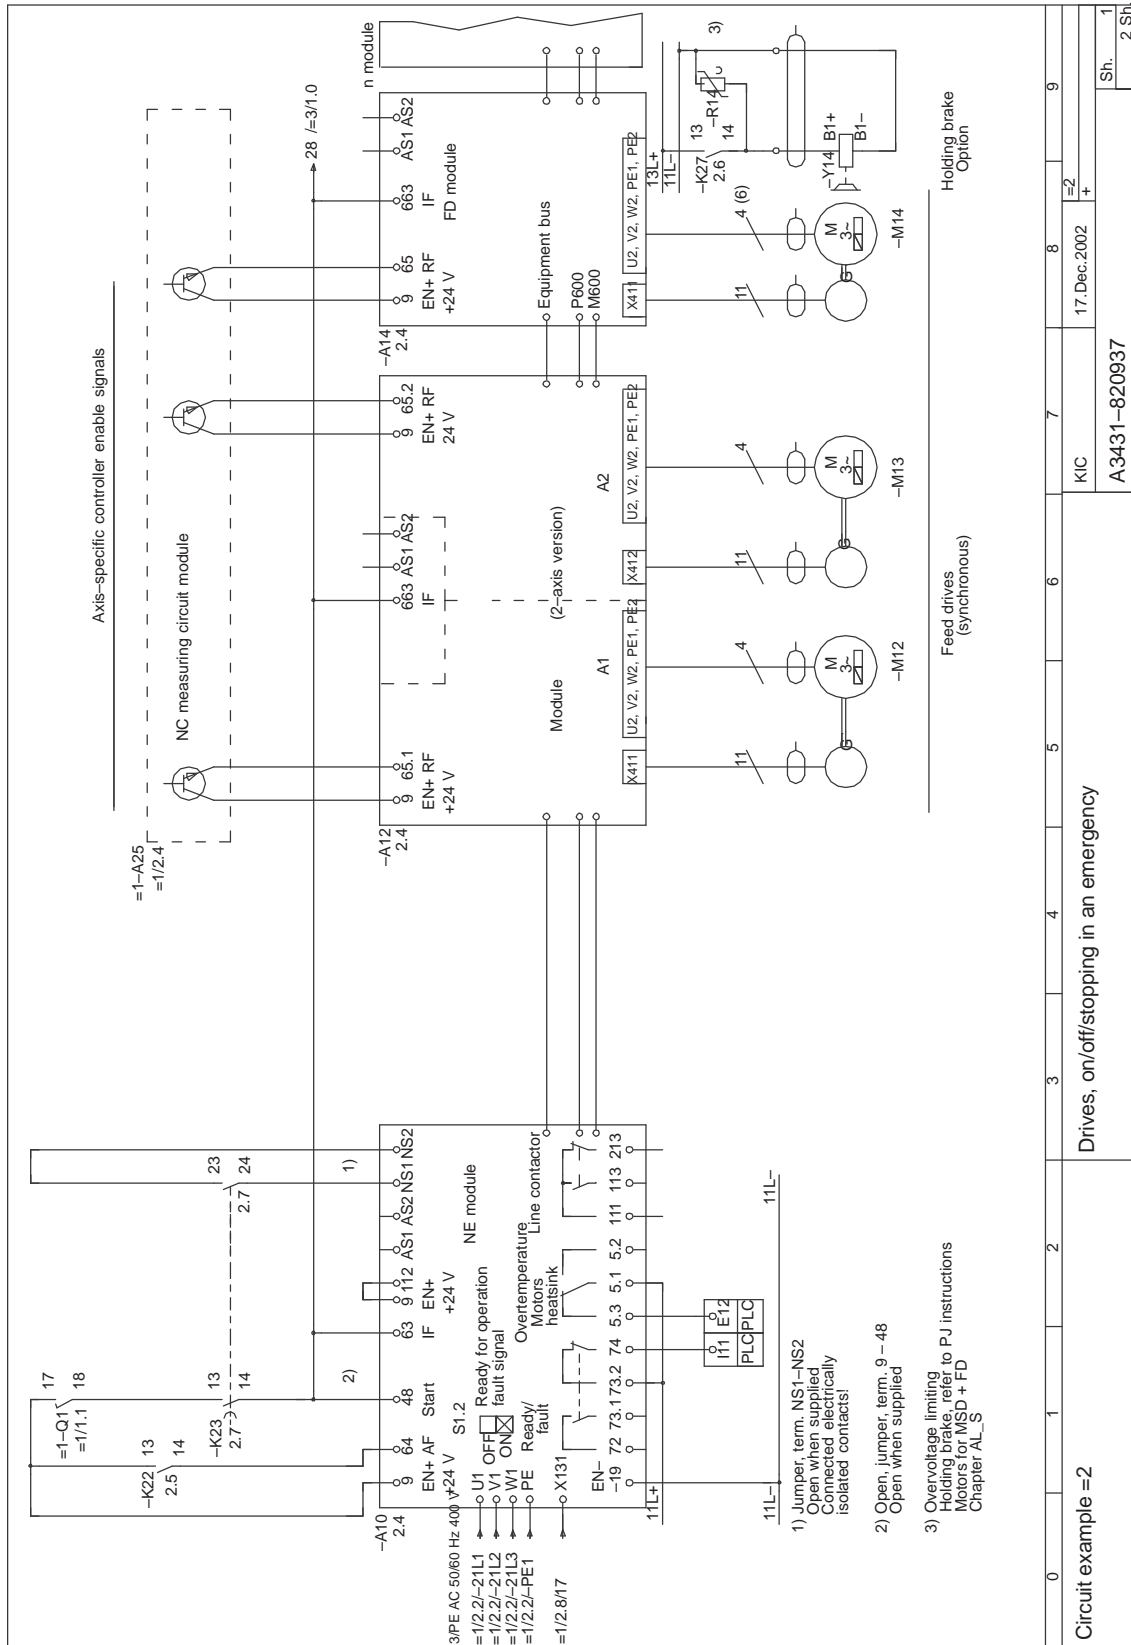 Axis–specific controller enable signals
=1–A25
=1/2.4
NC measuring circuit module
17
18
=1–Q1
=1/1.1
13
14
–K22
2.5
13
14
–K23
2.7
23
24
2.7
2)
1)
28 /=3/1.0
–A10
2.4
9
64
48
63
9
112
AS1
AS2
NS1
NS2
EN+
AF
+24 V
Start
IF
EN+
+24 V
NE module
S1.2
OFF
ON
Ready for operation
fault signal
Ready/
fault
Overtemperature
Motors
heatsink
Line contactor
3/PE AC 50/60 Hz 400 V
=1/2.2/–21L1
=1/2.2/–21L2
=1/2.2/–21L3
=1/2.2/–PE1
=1/2.8/17
U1
V1
W1
PE
X131
EN–
–19
72
73.1
73.2
74
5.3
5.1
5.2
111
113
213
11L+
I11
E12
PLC
PLC
11L–
11L–
–A12
2.4
9
65.1
EN+ RF
+24 V
663
AS1
AS2
IF
9
65.2
EN+ RF
24 V
Module
(2–axis version)
A1
A2
X411
U2, V2, W2, PE1, PE2
X412
U2, V2, W2, PE1, PE2
11
4
11
4
G
M
3~
G
M
3~
–M12
–M13
–A14
2.4
9
65
EN+ RF
+24 V
663
IF
AS1
AS2
FD module
Equipment bus
P600
M600
X411
U2, V2, W2, PE1, PE2
11
4 (6)
G
M
3~
–M14
n module
13L+
11L–
3)
–R14
U
–K27
2.6
13
14
–Y14
B1+
B1–
Holding brake
Option
Feed drives
(synchronous)
1) Jumper, term. NS1–NS2
Open when supplied
Connected electrically
isolated contacts!
2) Open, jumper, term. 9 – 48
Open when supplied
3) Overvoltage limiting
Holding brake, refer to PJ instructions
Motors for MSD + FD
Chapter AL_S
0
1
2
3
4
5
6
7
8
9
Circuit example =2
Drives, on/off/stopping in an emergency
KIC
17.Dec.2002
=2
+
A3431–820937
Sh.
1
2 Sh.